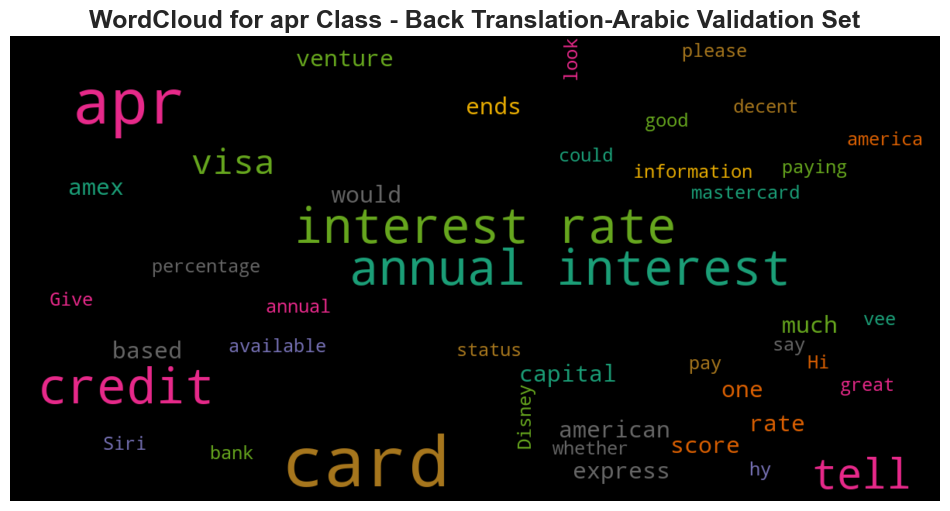 WordCloud for apr Class - Back Translation-Arabic Validation Set
look
please
venture
apr
ends
decent
good
america
could
visa
information
paying
amex
would
mastercard
interest rate
annual interest
percentage
Give
annual
vee
much
based
available
status
say
pay
Hi
capital
credit
great
one
Disney
rate
american
Siri
bank
whether
score
card
express
hy
tell